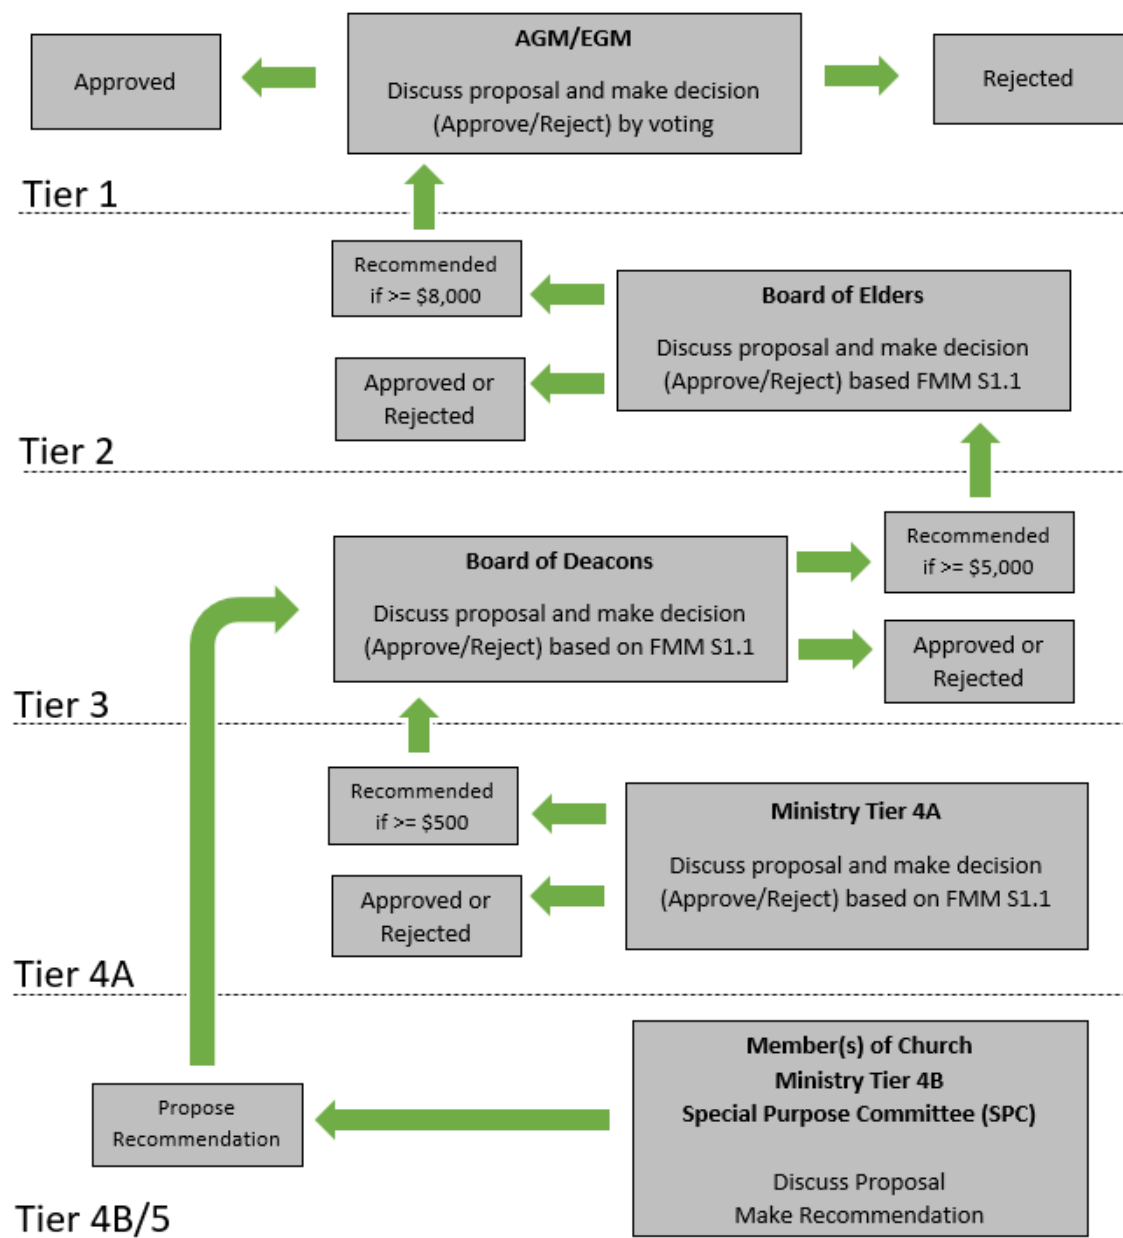 AGM/EGM
Discuss proposal and make decision
(Approve/Reject) by voting
Approved
Rejected
Tier 1
Recommended
if >= $8,000
Board of Elders
Discuss proposal and make decision
(Approve/Reject) based FMM S1.1
Approved or
Rejected
Tier 2
Recommended
if >= $5,000
Board of Deacons
Discuss proposal and make decision
(Approve/Reject) based on FMM S1.1
Approved or
Rejected
Tier 3
Recommended
if >= $500
Ministry Tier 4A
Discuss proposal and make decision
(Approve/Reject) based on FMM S1.1
Approved or
Rejected
Tier 4A
Member(s) of Church
Ministry Tier 4B
Special Purpose Committee (SPC)
Discuss Proposal
Make Recommendation
Propose
Recommendation
Tier 4B/5